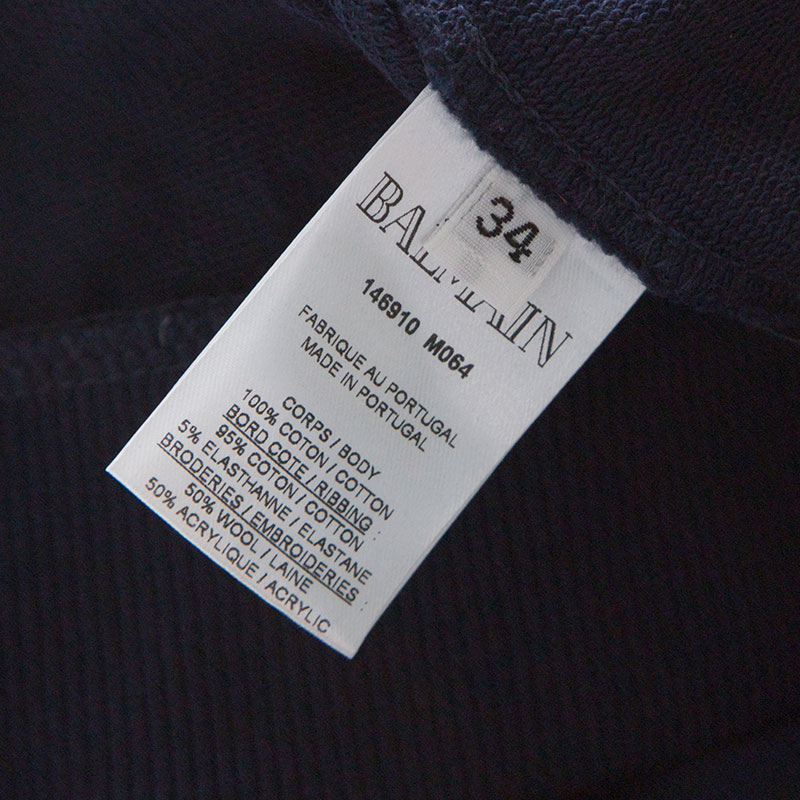 34
BALMAIN
146910 M064
FABRIQUE AU PORTUGAL
MADE IN PORTUGAL
CORPS / BODY
100% COTON / COTTON
BORD COTE / RIBBING :
95% COTON / COTTON
5% ELASTHANNE / ELASTANE
BRODERIES / EMBROIDERIES :
50% WOOL / LAINE
50% ACRYLIQUE / ACRYLIC